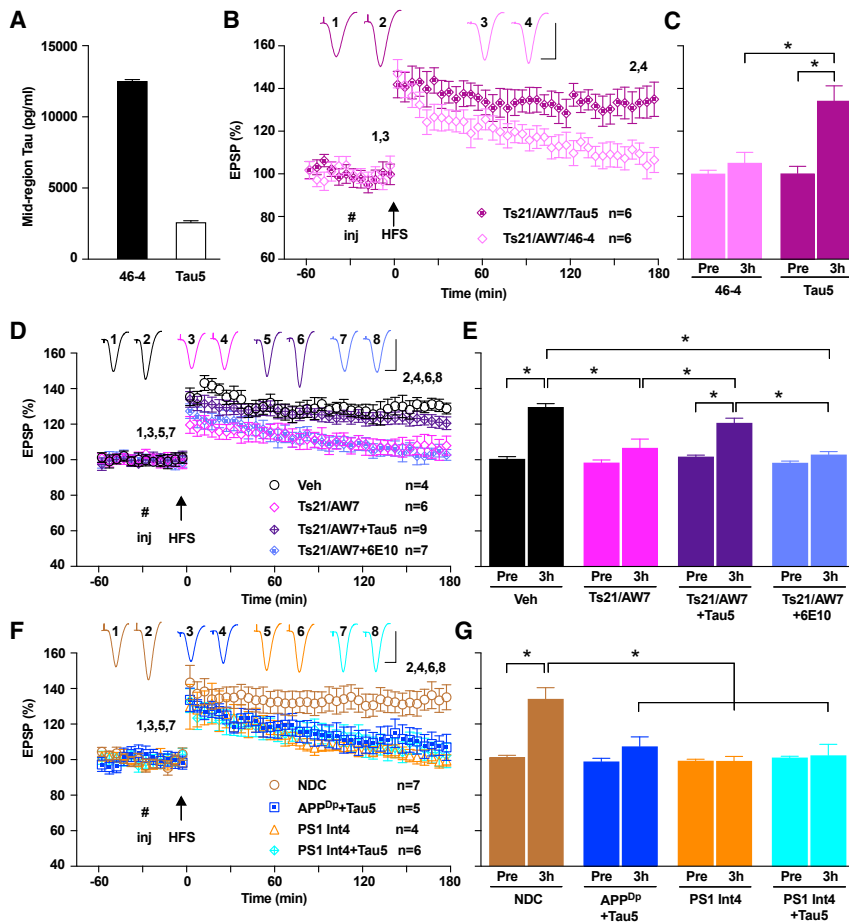 A
Mid-region Tau (pg/ml)
15000
10000
5000
0
46-4 Tau5
B
1 2 3 4
EPSP (%)
160
140
120
100
80
60
2,4
1,3
#
inj HFS
Ts21/AW7/Tau5 n=6
Ts21/AW7/46-4 n=6
-60 0 60 120 180
Time (min)
C
* *
Pre 3h Pre 3h
46-4 Tau5
D
1 2 3 4 5 6 7 8
EPSP (%)
160
140
120
100
80
60
40
2,4,6,8
1,3,5,7
#
inj HFS
Veh n=4
Ts21/AW7 n=6
Ts21/AW7+Tau5 n=9
Ts21/AW7+6E10 n=7
-60 0 60 120 180
Time (min)
E
*
* * *
* *
Pre 3h Pre 3h Pre 3h Pre 3h
Veh Ts21/AW7 Ts21/AW7 Ts21/AW7
+Tau5 +6E10
F
1 2 3 4 5 6 7 8
EPSP (%)
160
140
120
100
80
60
40
2,4,6,8
1,3,5,7
#
inj HFS
NDC n=7
APPDp+Tau5 n=5
PS1 Int4 n=4
PS1 Int4+Tau5 n=6
-60 0 60 120 180
Time (min)
G
* *
Pre 3h Pre 3h Pre 3h Pre 3h
NDC APPDp PS1 Int4 PS1 Int4
+Tau5 +Tau5